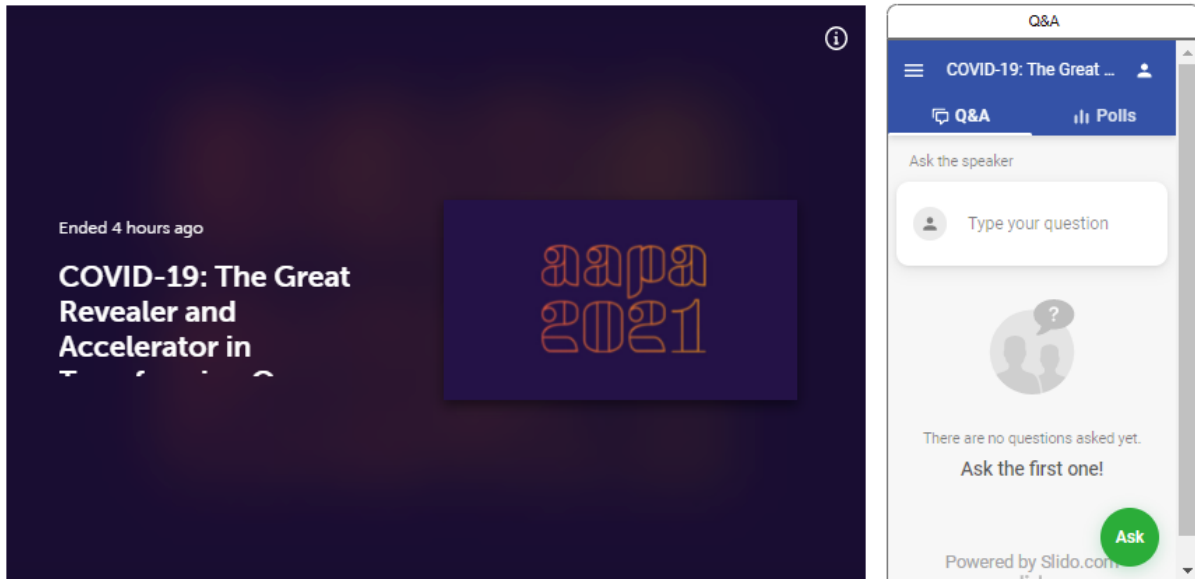 Ended 4 hours ago
COVID-19: The Great
Revealer and
Accelerator in
aapa
2021
Q&A
COVID-19: The Great ...
Q&A
Polls
Ask the speaker
Type your question
?
There are no questions asked yet.
Ask the first one!
Ask
Powered by Slido.com